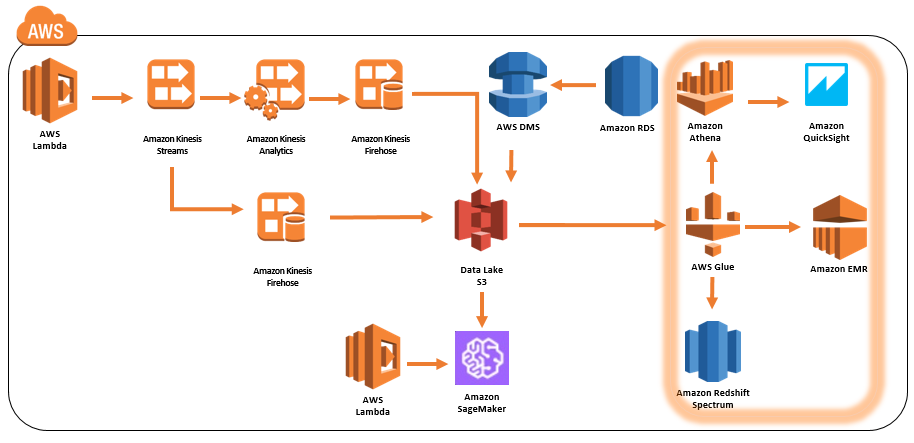 AWS
AWS
Lambda
Amazon Kinesis
Streams
Amazon Kinesis
Analytics
Amazon Kinesis
Firehose
AWS DMS
Amazon RDS
Amazon
Athena
Amazon
QuickSight
Amazon Kinesis
Firehose
Data Lake
S3
AWS Glue
Amazon EMR
AWS
Lambda
Amazon
SageMaker
Amazon Redshift
Spectrum